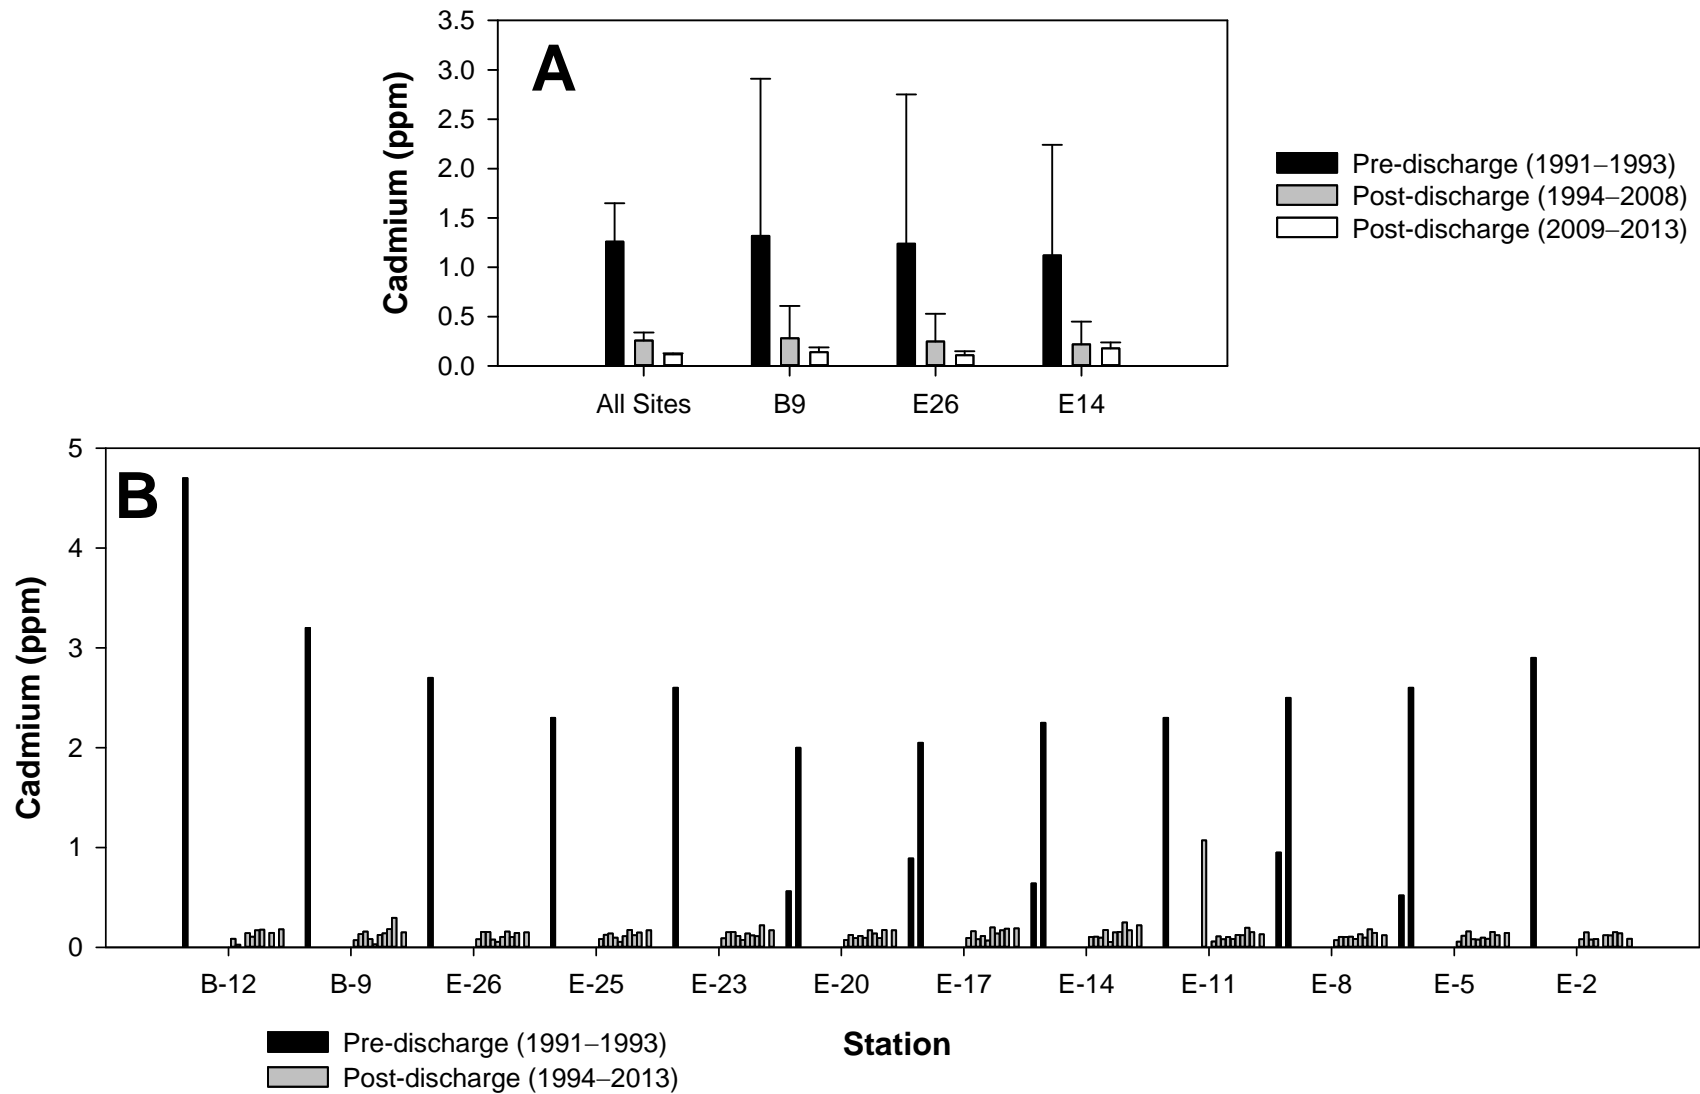 3.5
3.0
2.5
2.0
1.5
1.0
0.5
0.0
Cadmium (ppm)
A
All Sites B9 E26 E14
Pre-discharge (1991–1993)
Post-discharge (1994–2008)
Post-discharge (2009–2013)
5
4
3
2
1
0
Cadmium (ppm)
B
B-12 B-9 E-26 E-25 E-23 E-20 E-17 E-14 E-11 E-8 E-5 E-2
Station
Pre-discharge (1991–1993)
Post-discharge (1994–2013)